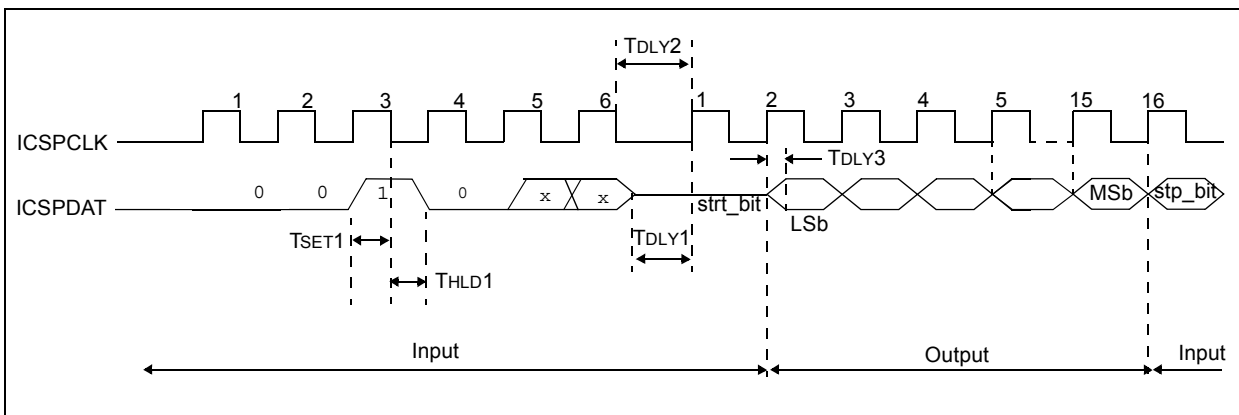 TDLY2
1 2 3 4 5 6 1 2 3 4 5 15 16
ICSPCLK
TDLY3
ICSPDAT
0 0 1 0 x x strt_bit LSb MSb stp_bit
TSET1
THLD1
TDLY1
Input Output Input